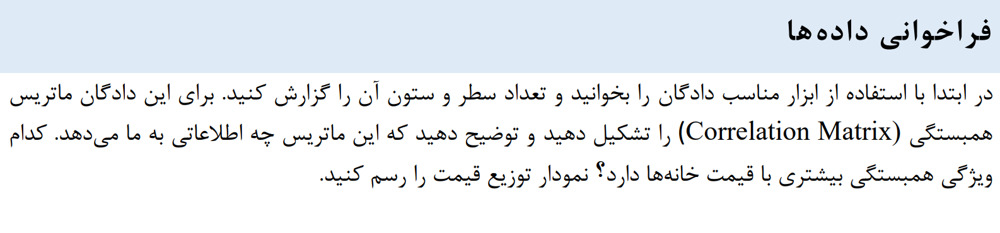 فراخوانی داده‌ها
در ابتدا با استفاده از ابزار مناسب دادگان را بخوانید و تعداد سطر و ستون آن را گزارش کنید. برای این دادگان ماتریس
همبستگی (Correlation Matrix) را تشکیل دهید و توضیح دهید که این ماتریس چه اطلاعاتی به ما می‌دهد. کدام
ویژگی همبستگی بیشتری با قیمت خانه‌ها دارد؟ نمودار توزیع قیمت را رسم کنید.